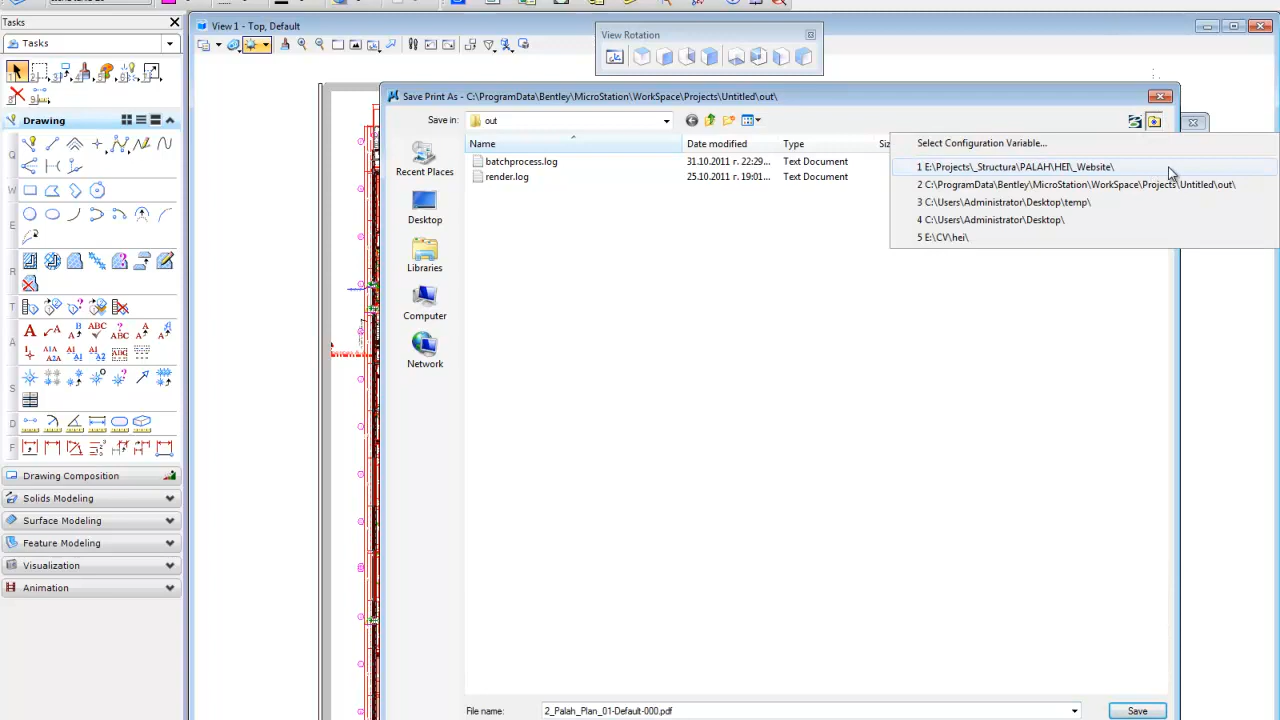 Tasks
View 1 - Top, Default
Tasks
View Rotation
Save Print As - C:\ProgramData\Bentley\MicroStation\WorkSpace\Projects\Untitled\out\
Save in:
out
Drawing
Name
Date modified
Type
Select Configuration Variable...
batchprocess.log
31.10.2011 г. 22:29...
Text Document
1 E:\Projects\_Structura\PALAH\HEI\_Website\
render.log
25.10.2011 г. 19:01...
Text Document
2 C:\ProgramData\Bentley\MicroStation\WorkSpace\Projects\Untitled\out\
3 C:\Users\Administrator\Desktop\temp\
4 C:\Users\Administrator\Desktop\
5 E:\CV\hei\
Recent Places
Desktop
Libraries
Computer
Network
Q
W
E
R
T
A
S
D
F
Drawing Composition
Solids Modeling
Surface Modeling
Feature Modeling
Visualization
Animation
File name:
2_Palah_Plan_01-Default-000.pdf
Save